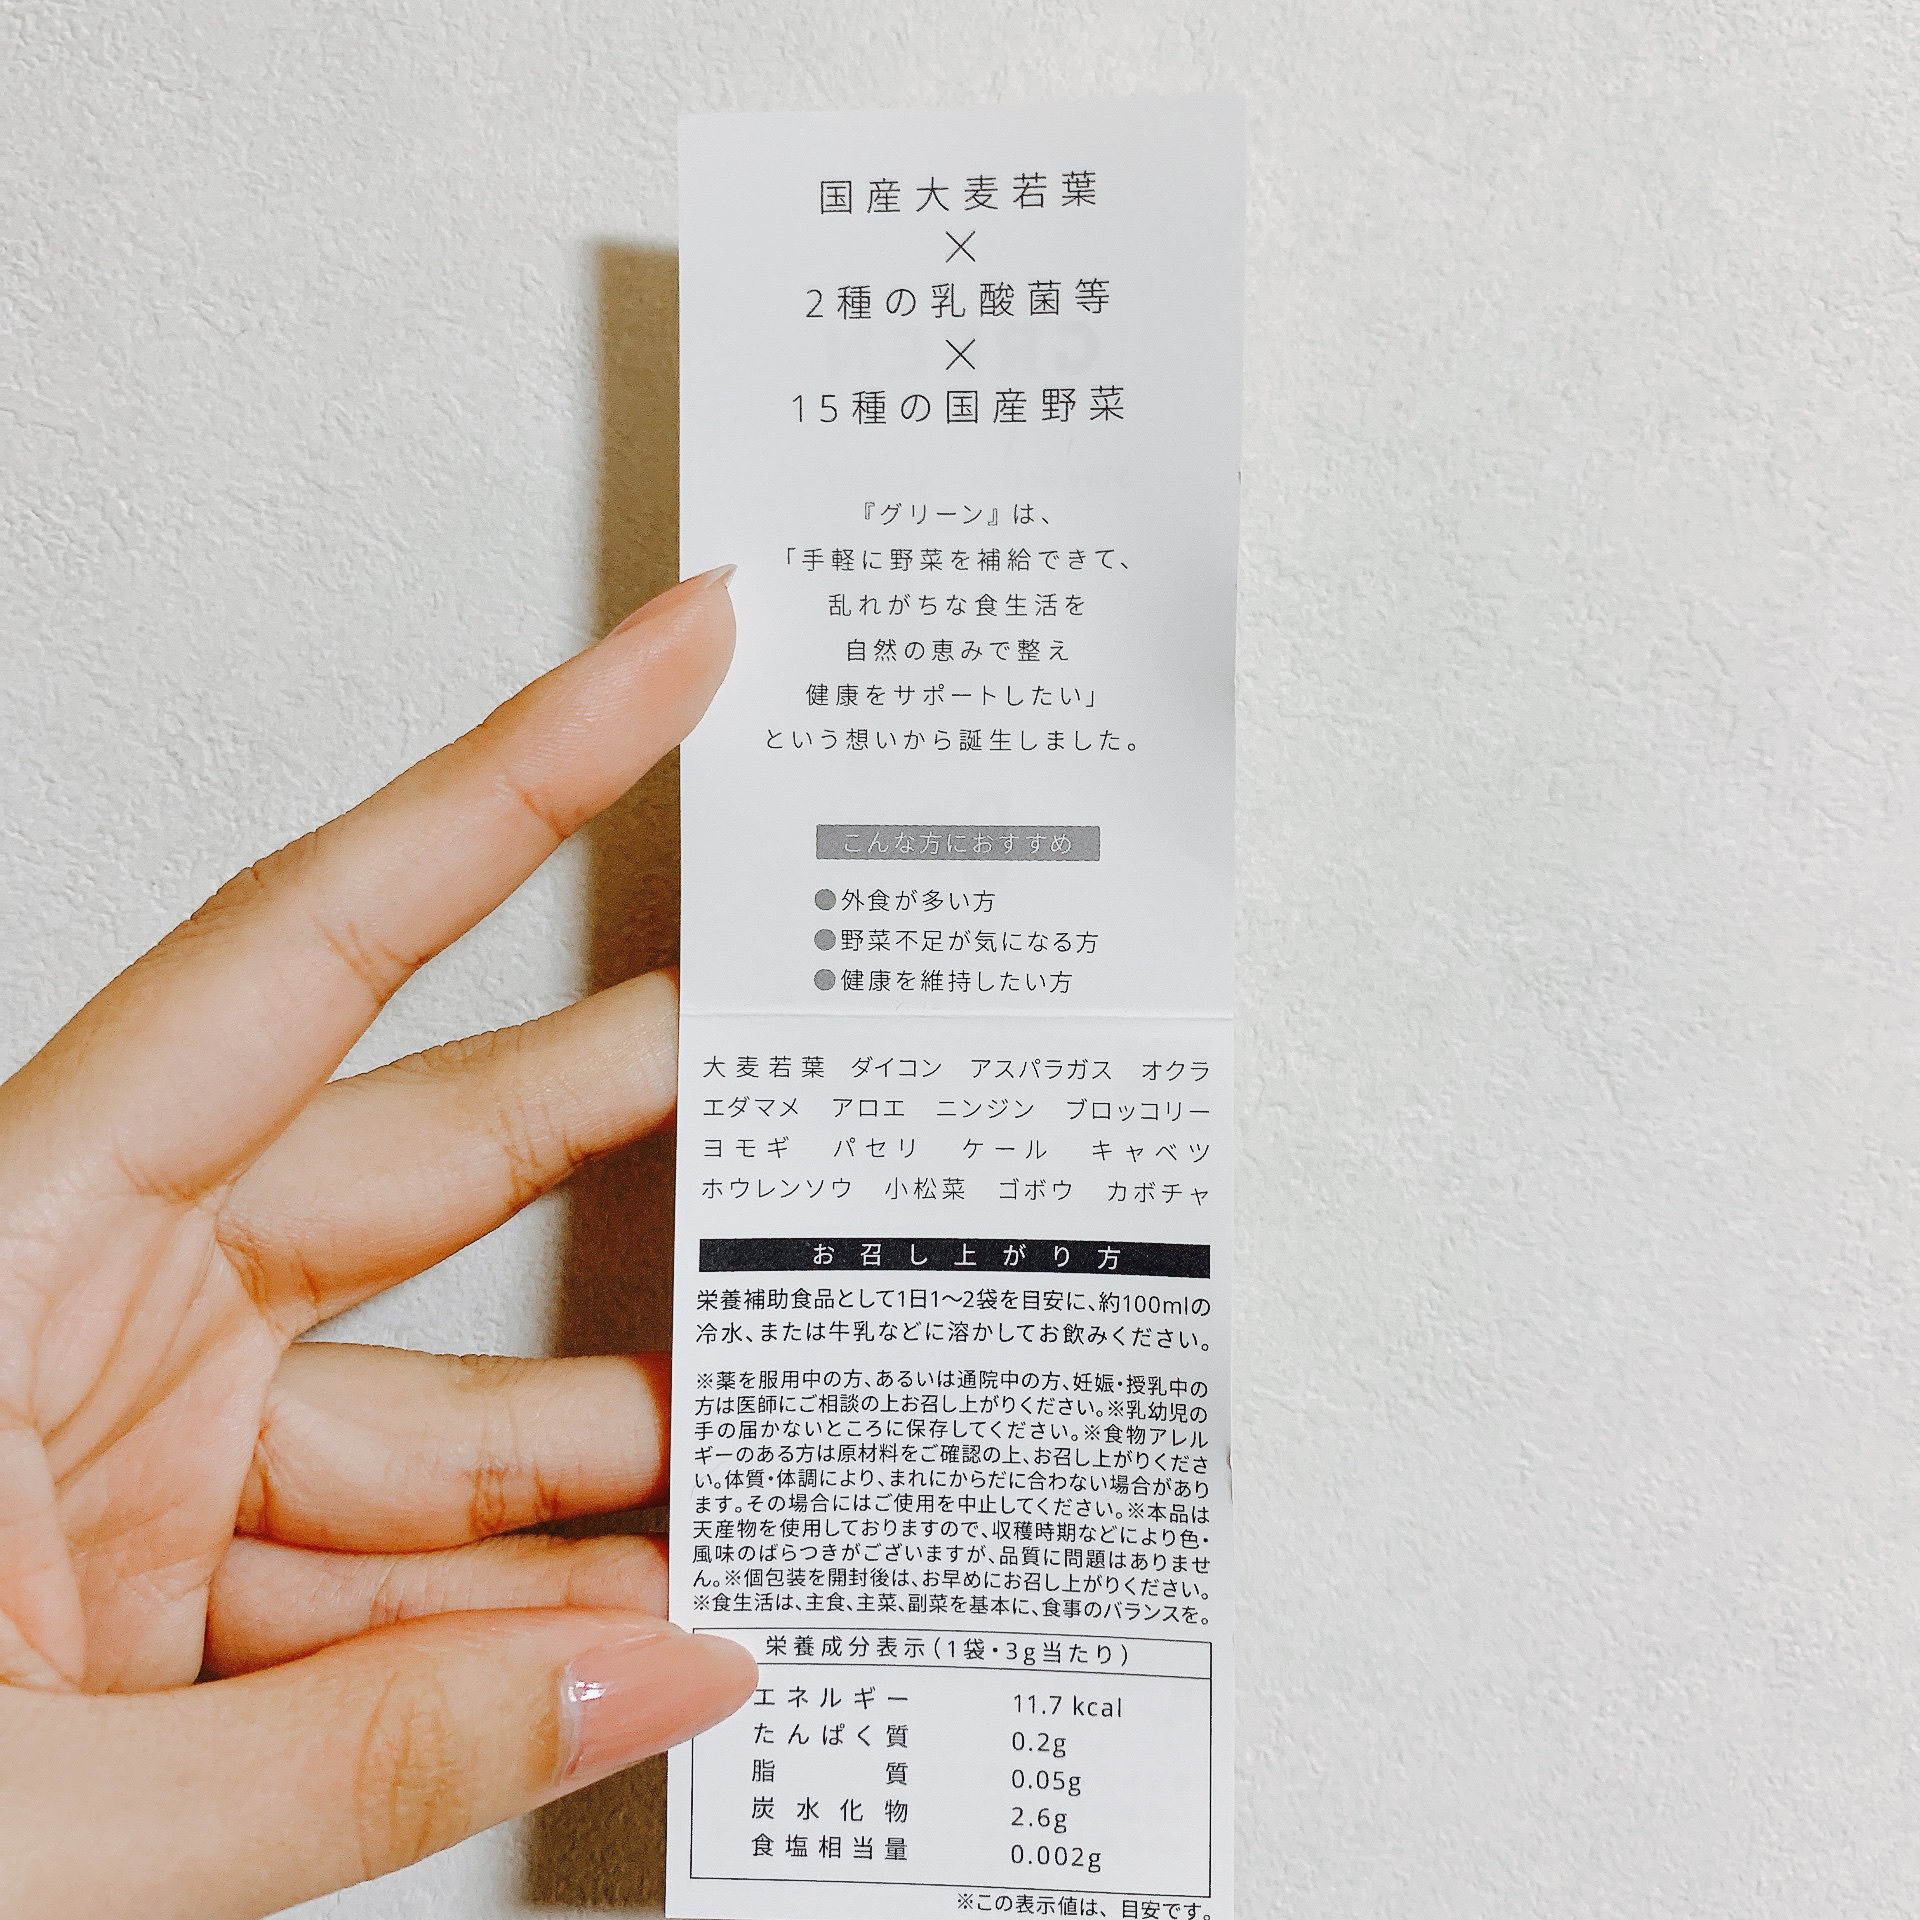 国産大麦若葉
×
2種の乳酸菌等
×
15種の国産野菜
『グリーン』は、
「手軽に野菜を補給できて、
乱れがちな食生活を
自然の恵みで整え
健康をサポートしたい」
という想いから誕生しました。
こんな方におすすめ
●外食が多い方
●野菜不足が気になる方
●健康を維持したい方
大麦若葉 ダイコン アスパラガス オクラ
エダマメ アロエ ニンジン ブロッコリー
ヨモギ パセリ ケール キャベツ
ホウレンソウ 小松菜 ゴボウ カボチャ
お召し上がり方
栄養補助食品として1日1～2袋を目安に、約100mlの
冷水、または牛乳などに溶かしてお飲みください。
※薬を服用中の方、あるいは通院中の方、妊娠・授乳中の
方は医師にご相談の上お召し上がりください。※乳幼児の
手の届かないところに保存してください。※食物アレル
ギーのある方は原材料をご確認の上、お召し上がりくださ
い。体質・体調により、まれにからだに合わない場合があり
ます。その場合にはご使用を中止してください。※本品は
天産物を使用しておりますので、収穫時期などにより色・
風味のばらつきがございますが、品質に問題はありませ
ん。※個包装を開封後は、お早めにお召し上がりください。
※食生活は、主食、主菜、副菜を基本に、食事のバランスを。
栄養成分表示（1袋・3g当たり）
エネルギー 11.7 kcal
たんぱく質 0.2g
脂質 0.05g
炭水化物 2.6g
食塩相当量 0.002g
※この表示値は、目安です。